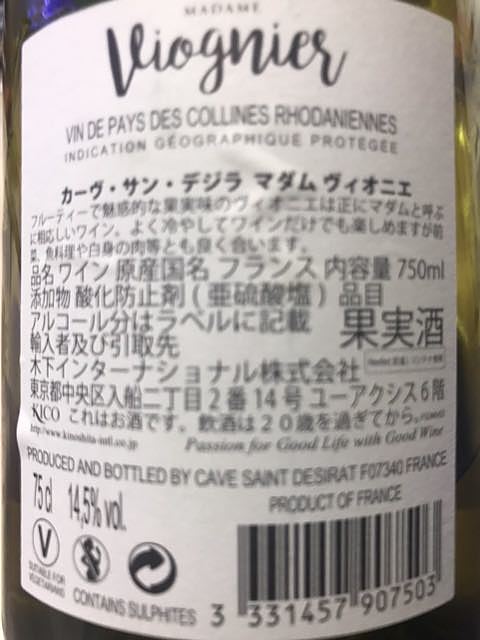 MADAME
Viognier
VIN DE PAYS DES COLLINES RHODANIENNES
INDICATION GÉOGRAPHIQUE PROTÉGÉE
カーヴ・サン・デジラ マダム ヴィオニエ
フルーティーで魅惑的な果実味のヴィオニエは正にマダムと呼ぶ
に相応しいワイン。よく冷やしてワインだけでも楽しめますが前
菜、魚料理や白身の肉等とも良く合います。
品名 ワイン 原産国名 フランス 内容量 750ml
添加物 酸化防止剤(亜硫酸塩) 品目
アルコール分はラベルに記載 果実酒
輸入者及び引取先
木下インターナショナル株式会社
東京都中央区入船二丁目2番14号 ユーアクシス6階
KICO これはお酒です。飲酒は20歳を過ぎてから。
http://www.kinoshita-intl.co.jp Passion for Good Life with Good Wine
PRODUCED AND BOTTLED BY CAVE SAINT DESIRAT F07340 FRANCE
75 cl 14,5% vol. PRODUCT OF FRANCE
V
SUITABLE FOR
VEGETARIANS
CONTAINS SULPHITES
3 331457 907503